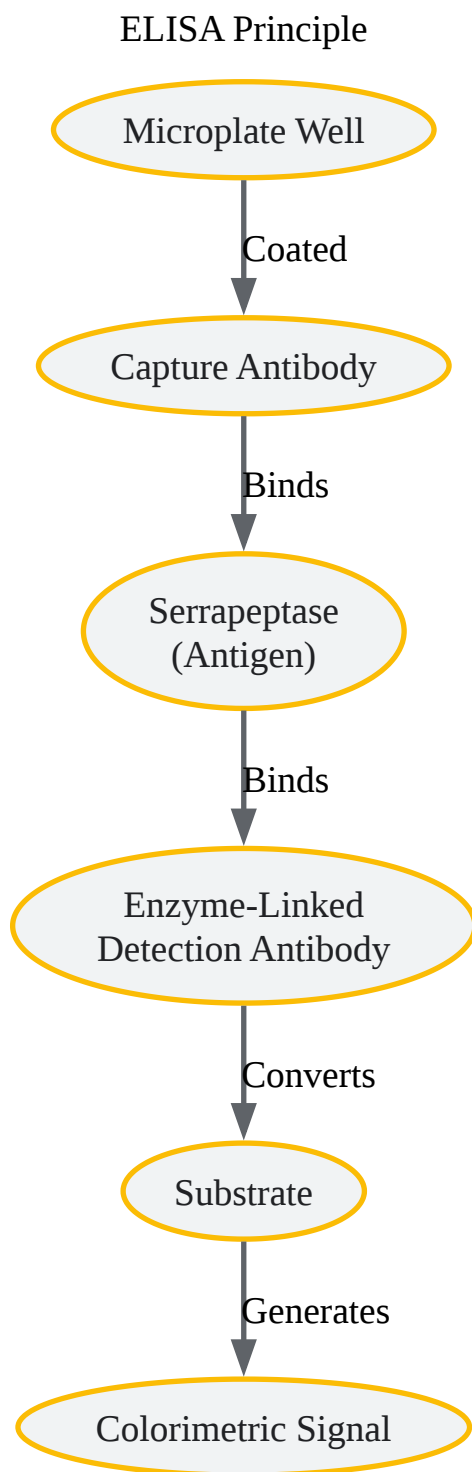 ELISA Principle
Microplate Well
Coated
Capture Antibody
Binds
Serrapeptase
(Antigen)
Binds
Enzyme-Linked
Detection Antibody
Converts
Substrate
Generates
Colorimetric Signal